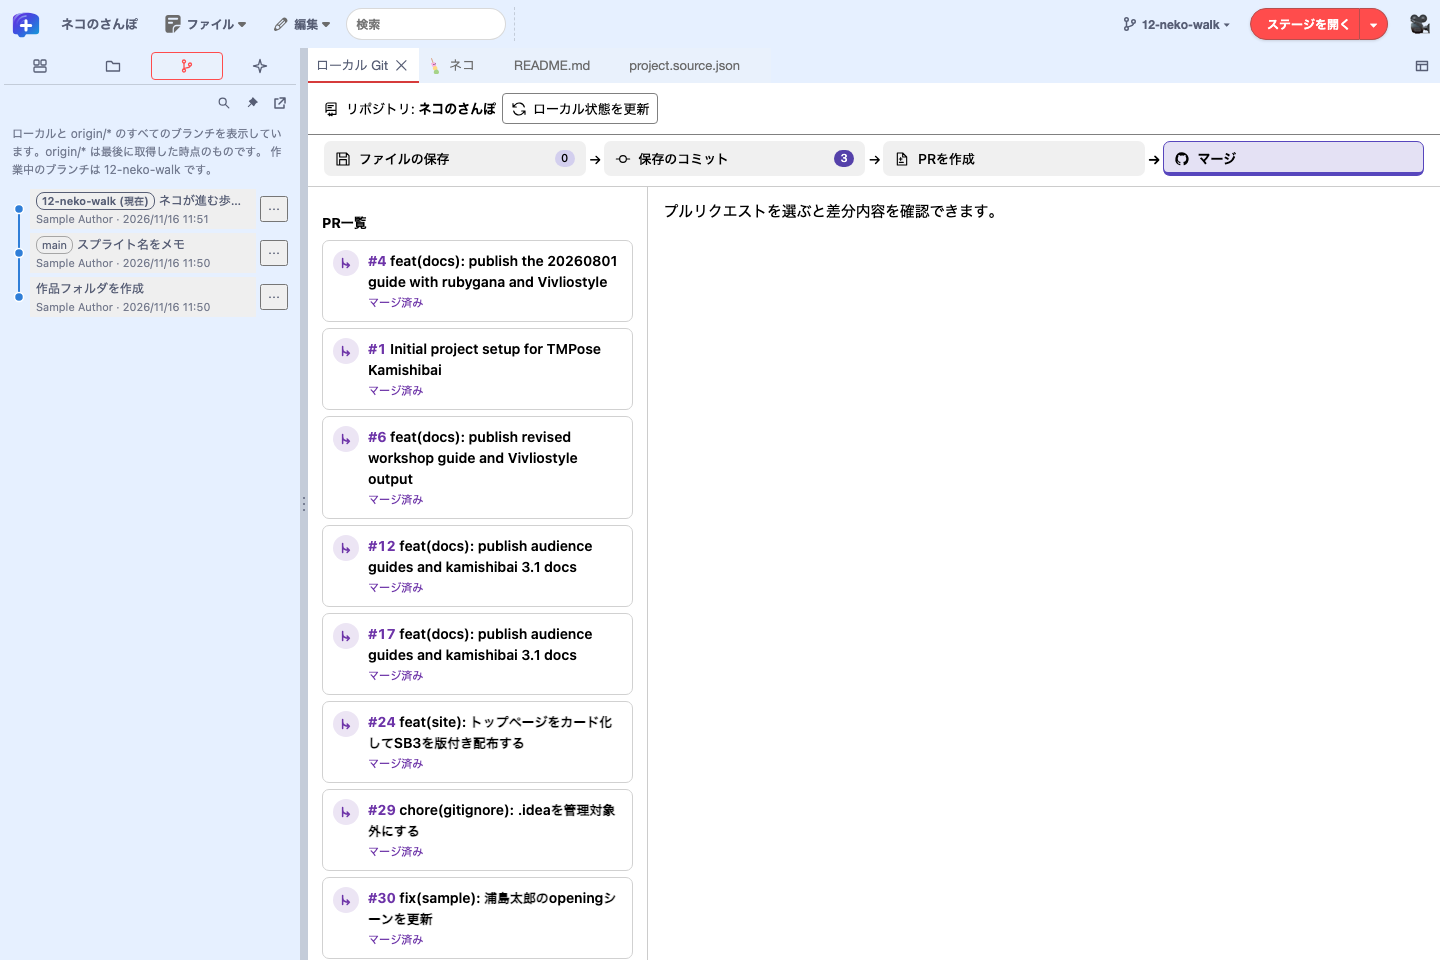 ネコのさんぽ
ファイル
編集
検索
12-neko-walk
ステージを開く
ローカル Git
ネコ
README.md
project.source.json
ローカルと origin/* のすべてのブランチを表示してい
ます。origin/* は最後に取得した時点のものです。 作
業中のブランチは 12-neko-walk です。
12-neko-walk (現在) ネコが進む歩...
Sample Author · 2026/11/16 11:51
main スプライト名をメモ
Sample Author · 2026/11/16 11:50
作品フォルダを作成
Sample Author · 2026/11/16 11:50
リポジトリ: ネコのさんぽ
ローカル状態を更新
ファイルの保存 0
保存のコミット 3
PRを作成
マージ
PR一覧
#4 feat(docs): publish the 20260801
guide with rubygana and Vivliostyle
マージ済み
#1 Initial project setup for TMPose
Kamishibai
マージ済み
#6 feat(docs): publish revised
workshop guide and Vivliostyle
output
マージ済み
#12 feat(docs): publish audience
guides and kamishibai 3.1 docs
マージ済み
#17 feat(docs): publish audience
guides and kamishibai 3.1 docs
マージ済み
#24 feat(site): トップページをカード化
してSB3を版付き配布する
マージ済み
#29 chore(gitignore): .ideaを管理対象
外にする
マージ済み
#30 fix(sample): 浦島太郎のopeningシ
ーンを更新
マージ済み
プルリクエストを選ぶと差分内容を確認できます。